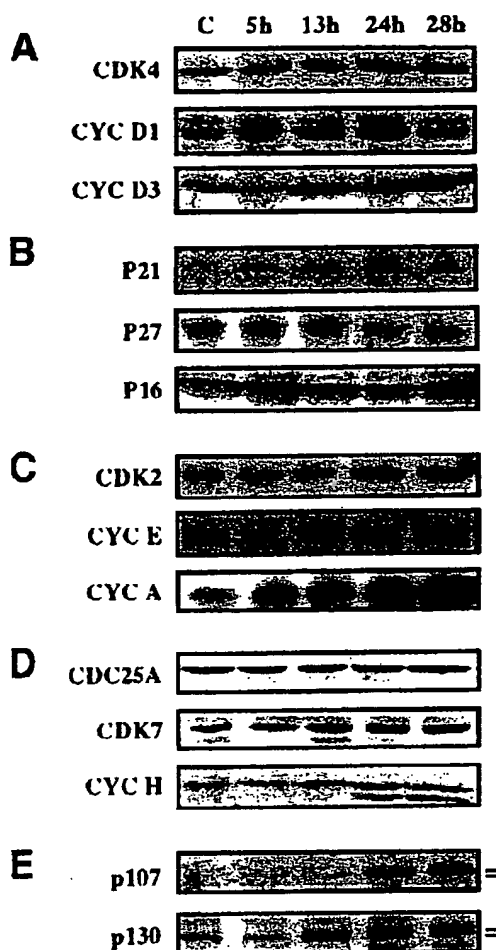 C 5h 13h 24h 28h
A
CDK4
CYC D1
CYC D3
B
P21
P27
P16
C
CDK2
CYC E
CYC A
D
CDC25A
CDK7
CYC H
E
p107 =
p130 =